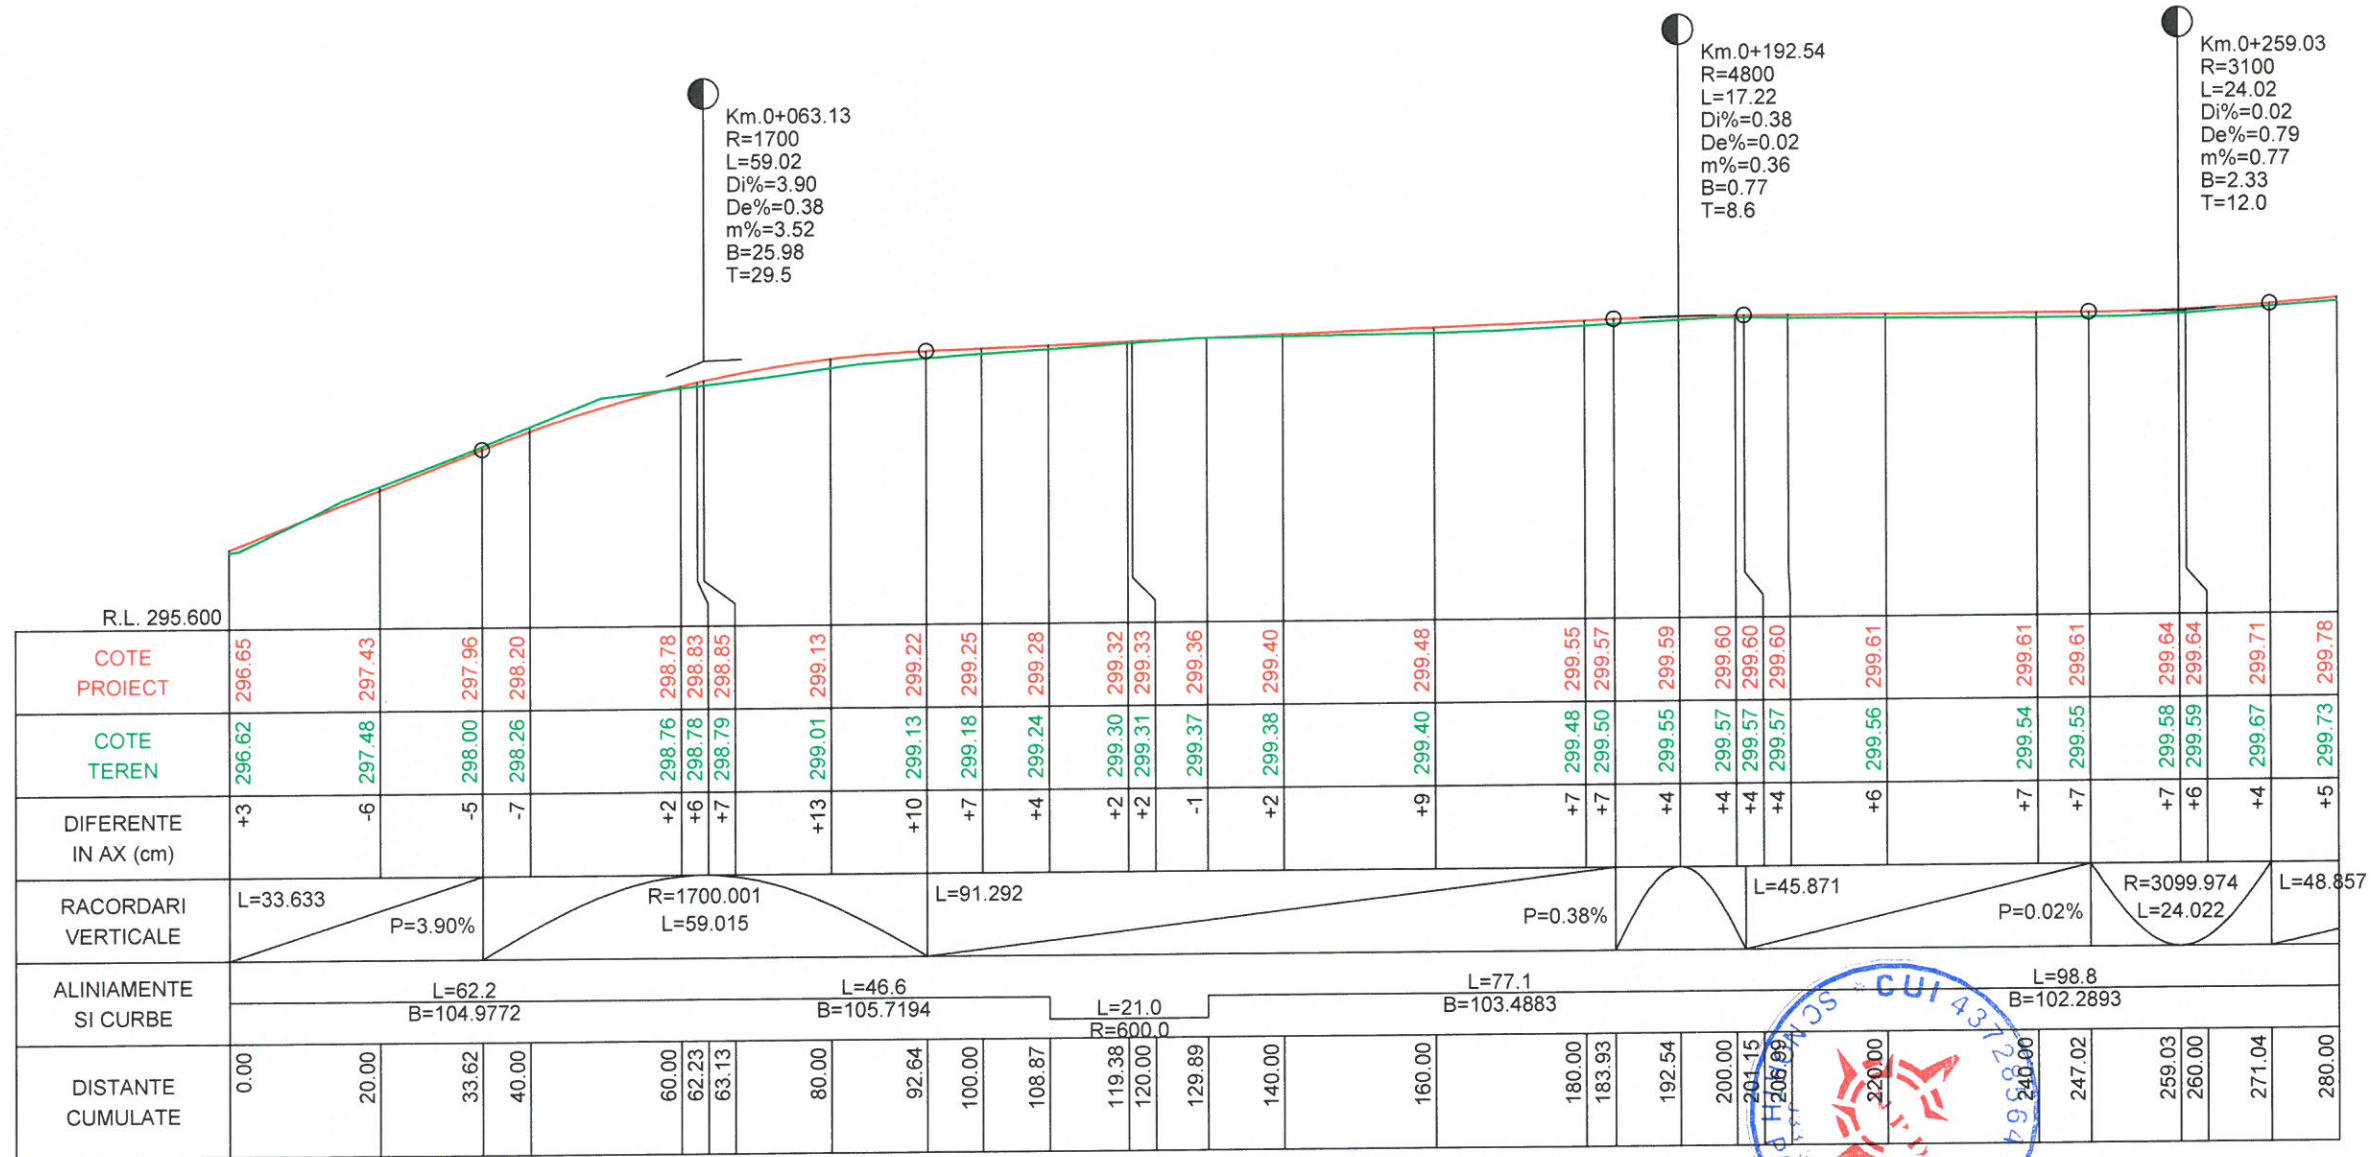 Km.0+063.13
R=1700
L=59.02
Di%=3.90
De%=0.38
m%=3.52
B=25.98
T=29.5
Km.0+192.54
R=4800
L=17.22
Di%=0.38
De%=0.02
m%=0.36
B=0.77
T=8.6
Km.0+259.03
R=3100
L=24.02
Di%=0.02
De%=0.79
m%=0.77
B=2.33
T=12.0
R.L. 295.600
COTE
PROIECT
296.65 297.43 297.96 298.20 298.78 298.83 298.85 299.13 299.22 299.25 299.28 299.32 299.33 299.36 299.40 299.48 299.55 299.57 299.59 299.60 299.60 299.60 299.61 299.61 299.61 299.64 299.64 299.71 299.78
COTE
TEREN
296.62 297.48 298.00 298.26 298.76 298.78 298.79 299.01 299.13 299.18 299.24 299.30 299.31 299.37 299.38 299.40 299.48 299.50 299.55 299.57 299.57 299.57 299.56 299.54 299.55 299.58 299.59 299.67 299.73
DIFERENTE
IN AX (cm)
+3 -6 -5 -7 +2 +6 +7 +13 +10 +7 +4 +2 +2 -1 +2 +9 +7 +7 +4 +4 +4 +4 +6 +7 +7 +7 +6 +4 +5
RACORDARI
VERTICALE
L=33.633
P=3.90%
R=1700.001
L=59.015
L=91.292
P=0.38%
L=45.871
P=0.02%
R=3099.974
L=24.022
L=48.857
ALINIAMENTE
SI CURBE
L=62.2
B=104.9772
L=46.6
B=105.7194
L=21.0
R=600.0
L=77.1
B=103.4883
L=98.8
B=102.2893
DISTANTE
CUMULATE
0.00 20.00 33.62 40.00 60.00 62.23 63.13 80.00 92.64 100.00 108.87 119.38 120.00 129.89 140.00 160.00 180.00 183.93 192.54 200.00 201.15 206.99 220.00 240.00 247.02 259.03 260.00 271.04 280.00
CUI 43728564